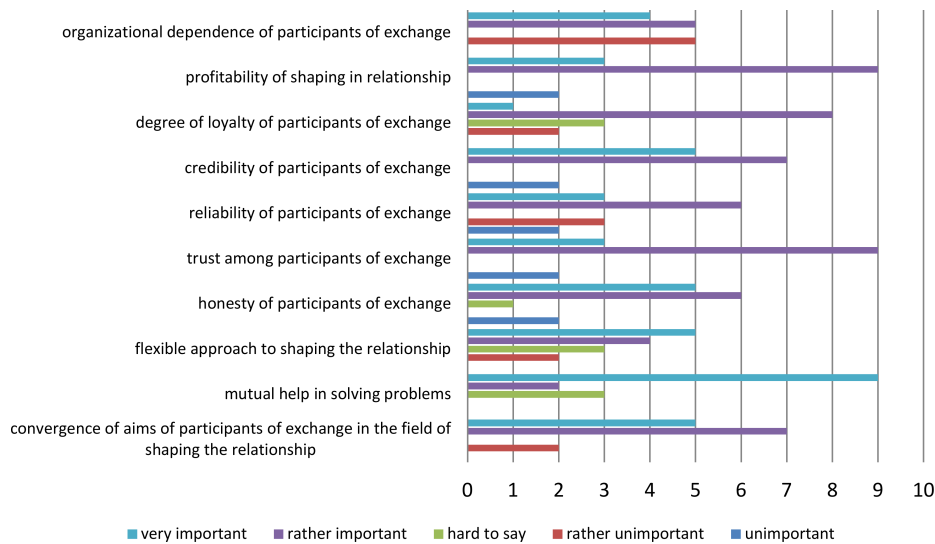 organizational dependence of participants of exchange
profitability of shaping in relationship
degree of loyalty of participants of exchange
credibility of participants of exchange
reliability of participants of exchange
trust among participants of exchange
honesty of participants of exchange
flexible approach to shaping the relationship
mutual help in solving problems
convergence of aims of participants of exchange in the field of
shaping the relationship
0 1 2 3 4 5 6 7 8 9 10
very important rather important hard to say rather unimportant unimportant